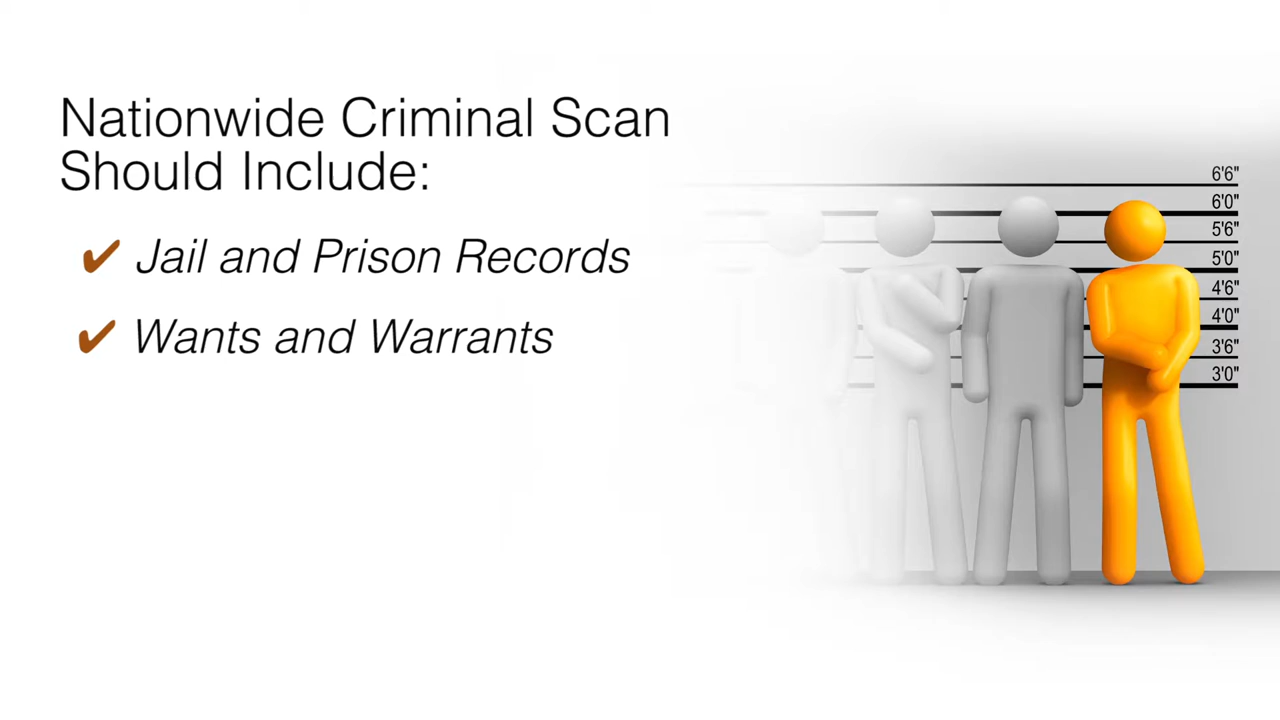 Nationwide Criminal Scan
Should Include:
✔ Jail and Prison Records
✔ Wants and Warrants
6'6"
6'0"
5'6"
5'0"
4'6"
4'0"
3'6"
3'0"